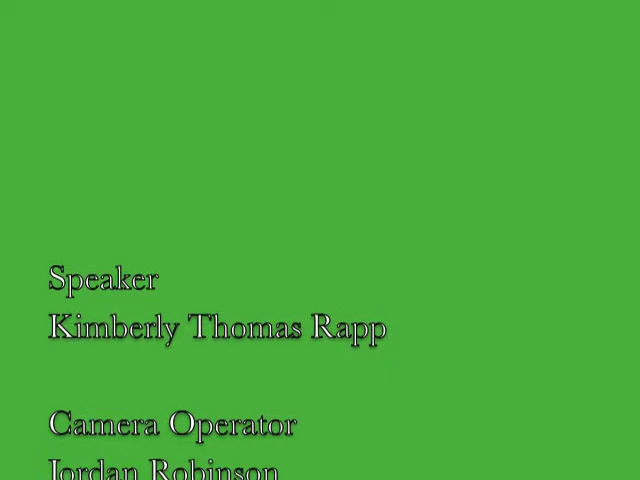 Speaker
Kimberly Thomas Rapp
Camera Operator
Jordan Robinson